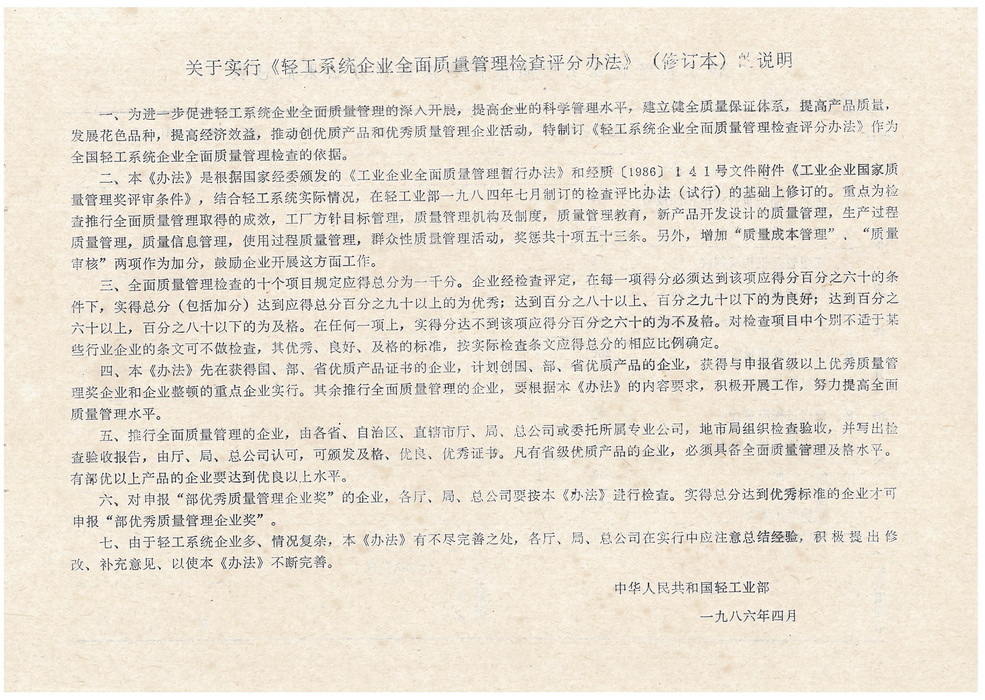 关于实行《轻工系统企业全面质量管理检查评分办法》（修订本）的说明
一、为进一步促进轻工系统企业全面质量管理的深入开展，提高企业的科学管理水平，建立健全质量保证体系，提高产品质量，
发展花色品种，提高经济效益，推动创优质产品和优秀质量管理企业活动，特制订《轻工系统企业全面质量管理检查评分办法》作为
全国轻工系统企业全面质量管理检查的依据。
二、本《办法》是根据国家经委颁发的《工业企业全面质量管理暂行办法》和经质〔1986〕141号文件附件《工业企业国家质
量管理奖评审条件》，结合轻工系统实际情况，在轻工业部一九八四年七月制订的检查评比办法（试行）的基础上修订的。重点为检
查推行全面质量管理取得的成效，工厂方针目标管理，质量管理机构及制度，质量管理教育，新产品开发设计的质量管理，生产过程
质量管理，质量信息管理，使用过程质量管理，群众性质量管理活动，奖惩共十项五十三条。另外，增加“质量成本管理”、“质量
审核”两项作为加分，鼓励企业开展这方面工作。
三、全面质量管理检查的十个项目规定应得总分为一千分。企业经检查评定，在每一项得分必须达到该项应得分百分之六十的条
件下，实得总分（包括加分）达到应得总分百分之九十以上的为优秀；达到百分之八十以上、百分之九十以下的为良好；达到百分之
六十以上，百分之八十以下的为及格。在任何一项上，实得分达不到该项应得分百分之六十的为不及格。对检查项目中个别不适于某
些行业企业的条文可不做检查，其优秀、良好、及格的标准，按实际检查条文应得总分的相应比例确定。
四、本《办法》先在获得国、部、省优质产品证书的企业，计划创国、部、省优质产品的企业，获得与申报省级以上优秀质量管
理奖企业和企业整顿的重点企业实行。其余推行全面质量管理的企业，要根据本《办法》的内容要求，积极开展工作，努力提高全面
质量管理水平。
五、推行全面质量管理的企业，由各省、自治区、直辖市厅、局、总公司或委托所属专业公司，地市局组织检查验收，并写出检
查验收报告，由厅、局、总公司认可，可颁发及格、优良、优秀证书。凡有省级优质产品的企业，必须具备全面质量管理及格水平。
有部优以上产品的企业要达到优良以上水平。
六、对申报“部优秀质量管理企业奖”的企业，各厅、局、总公司要按本《办法》进行检查。实得总分达到优秀标准的企业才可
申报“部优秀质量管理企业奖”。
七、由于轻工系统企业多、情况复杂，本《办法》有不尽完善之处，各厅、局、总公司在实行中应注意总结经验，积极提出修
改、补充意见、以使本《办法》不断完善。
中华人民共和国轻工业部
一九八六年四月